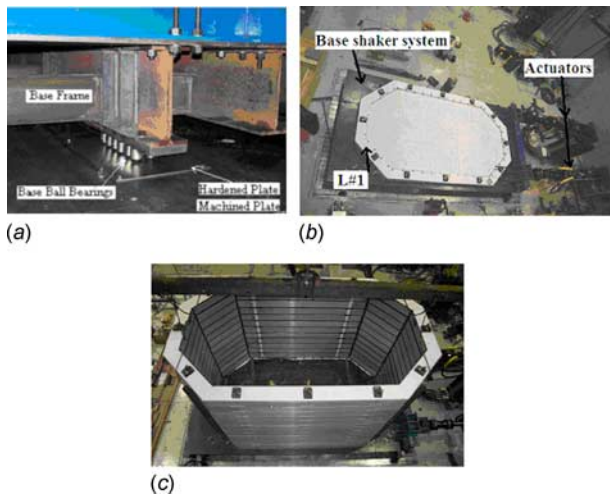 Base Frame
Base Ball Bearings
Hardened Plate
Machined Plate
(a)
Base shaker system
Actuators
L#1
(b)
(c)